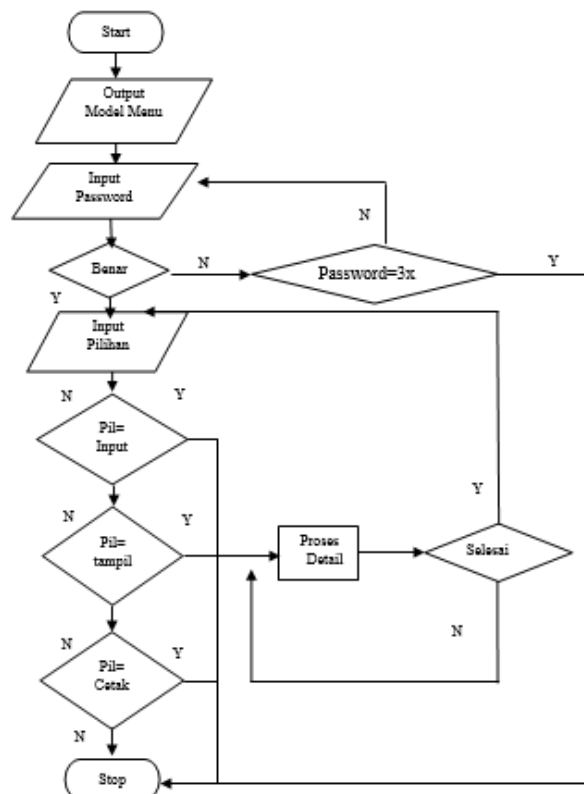 Start
Output
Model Menu
Input
Password
N
Benar
N
Password=3x
Y
Y
Input
Pilihan
N
Y
Pil=
Input
Y
N
Y
Pil=
tampil
Proses
Detail
Selesai
N
N
Y
Pil=
Cetak
N
Stop